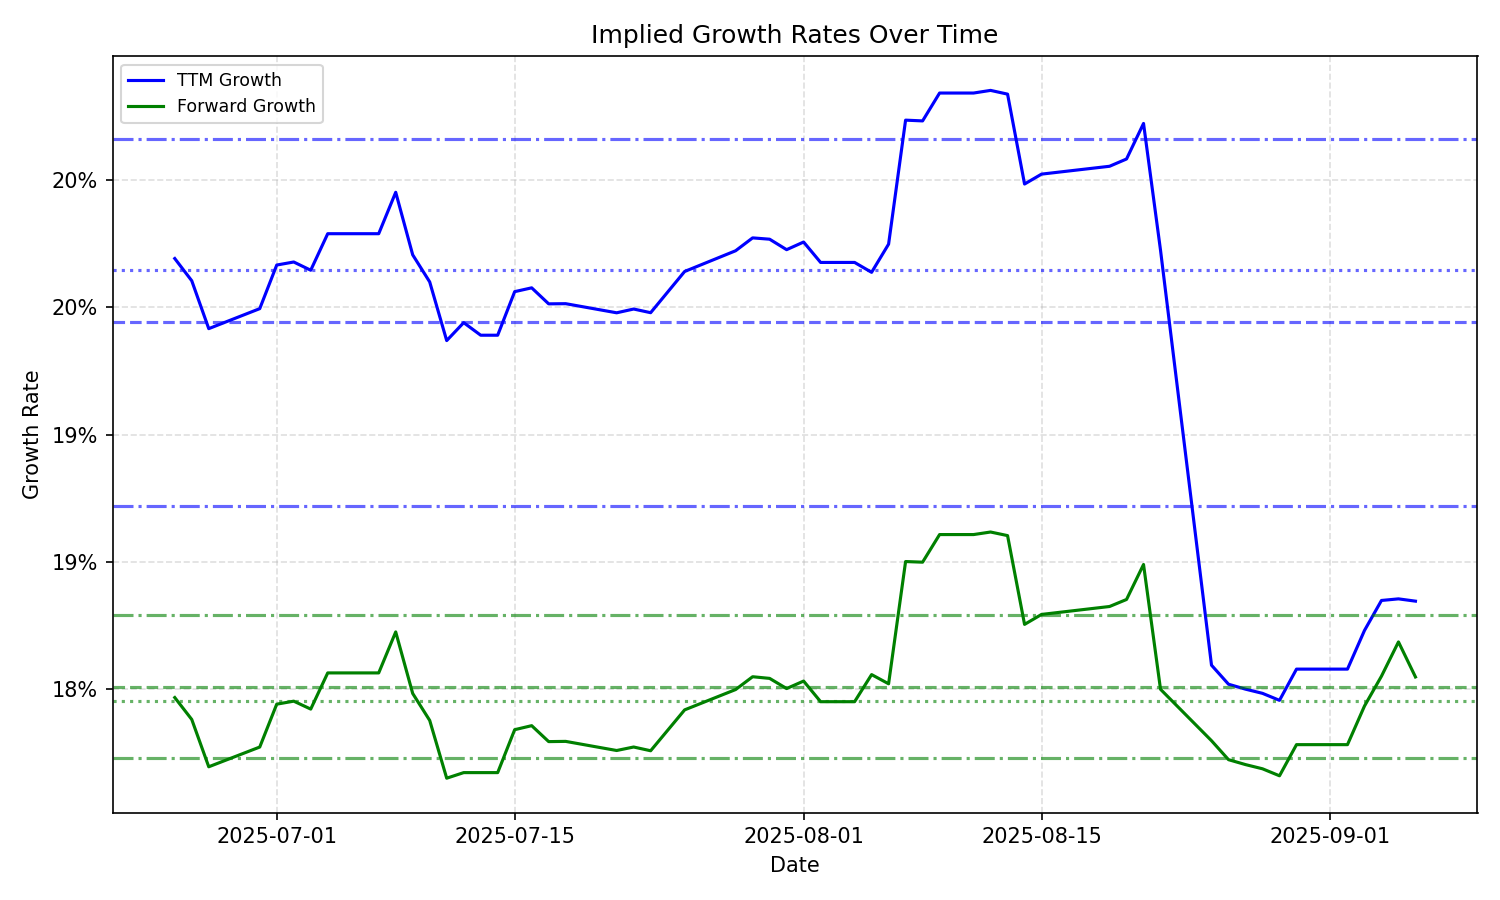 Implied Growth Rates Over Time
TTM Growth
Forward Growth
Growth Rate
20%
20%
19%
19%
18%
2025-07-01
2025-07-15
2025-08-01
2025-08-15
2025-09-01
Date